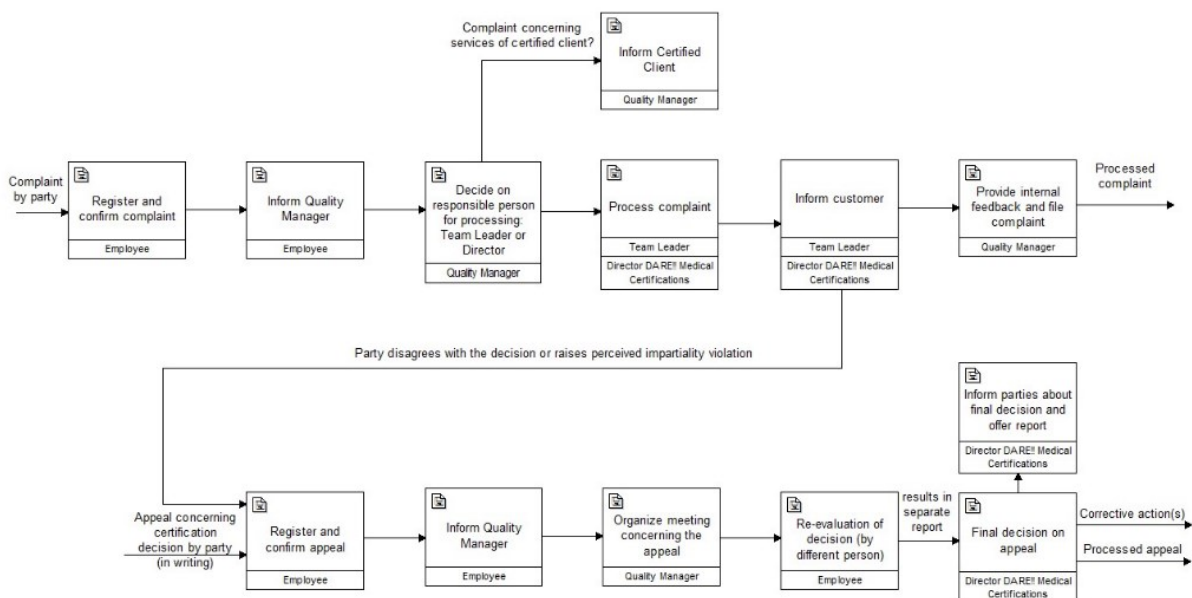 Complaint concerning
services of certified client?
Inform Certified
Client
Quality Manager
Complaint
by party
Register and
confirm complaint
Employee
Inform Quality
Manager
Employee
Decide on
responsible person
for processing:
Team Leader or
Director
Quality Manager
Process complaint
Team Leader
Director DARE!! Medical
Certifications
Inform customer
Team Leader
Director DARE!! Medical
Certifications
Provide internal
feedback and file
complaint
Quality Manager
Processed
complaint
Party disagrees with the decision or raises perceived impartiality violation
Inform parties about
final decision and
offer report
Director DARE!! Medical
Certifications
Appeal concerning
certification
decision by party
(in writing)
Register and
confirm appeal
Employee
Inform Quality
Manager
Employee
Organize meeting
concerning the
appeal
Quality Manager
Re-evaluation of
decision (by
different person)
Employee
results in
separate
report
Final decision on
appeal
Director DARE!! Medical
Certifications
Corrective action(s)
Processed appeal